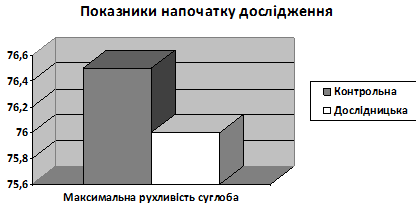 Показники напочатку дослідження
76,6
76,4
76,2
76
75,8
75,6
Максимальна рухливість суглоба
Контрольна
Дослідницька